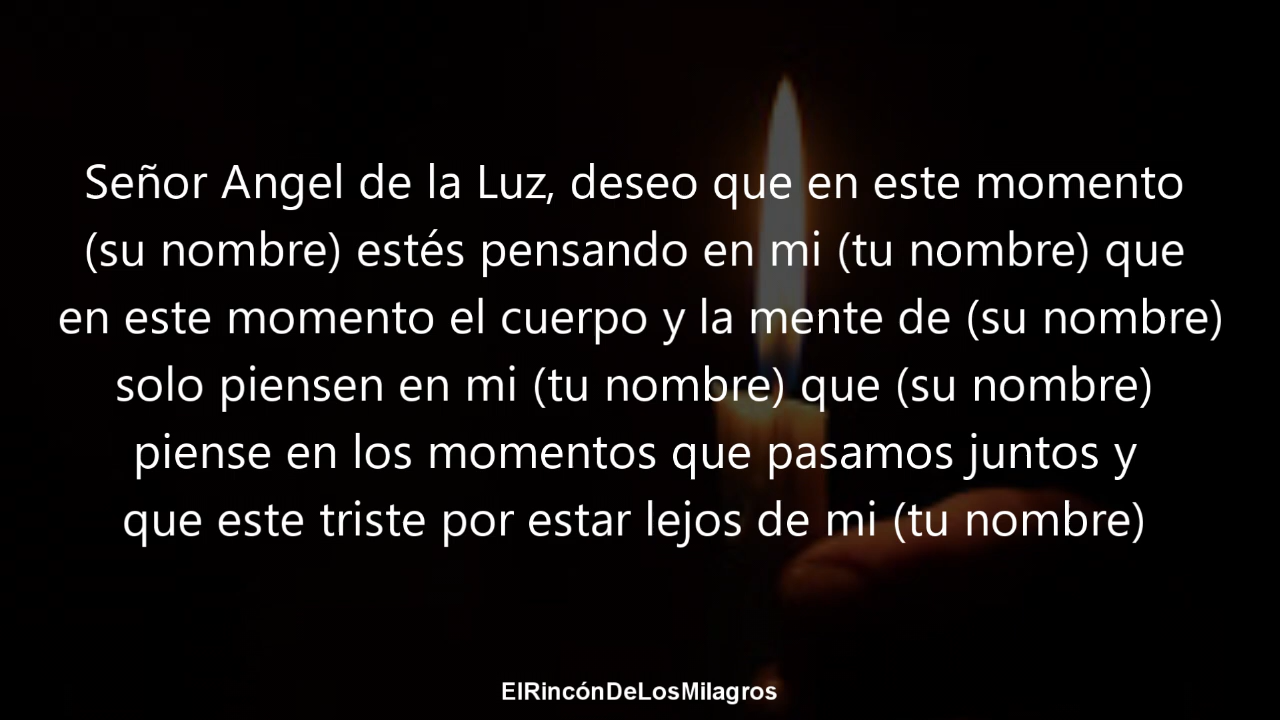 Señor Angel de la Luz, deseo que en este momento
(su nombre) estés pensando en mi (tu nombre) que
en este momento el cuerpo y la mente de (su nombre)
solo piensen en mi (tu nombre) que (su nombre)
piense en los momentos que pasamos juntos y
que este triste por estar lejos de mi (tu nombre)
ElRincónDeLosMilagros